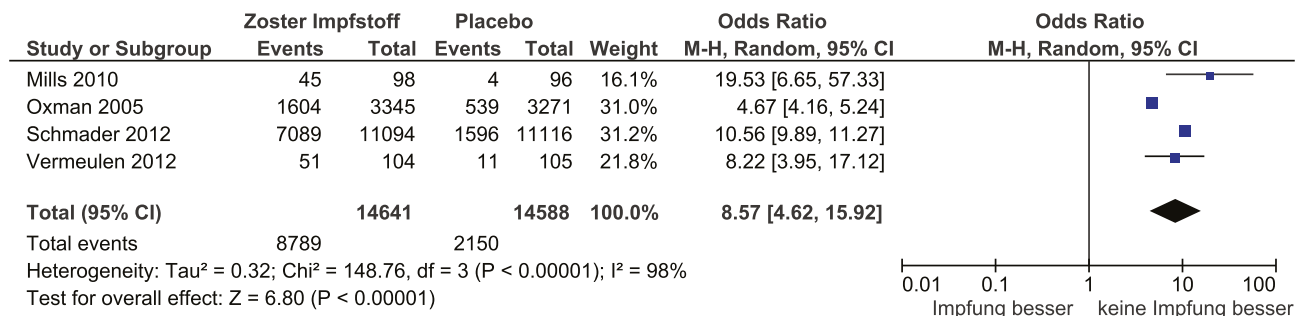 Zoster Impfstoff Placebo Odds Ratio Odds Ratio
Study or Subgroup Events Total Events Total Weight M-H, Random, 95% CI M-H, Random, 95% CI
Mills 2010 45 98 4 96 16.1% 19.53 [6.65, 57.33]
Oxman 2005 1604 3345 539 3271 31.0% 4.67 [4.16, 5.24]
Schmader 2012 7089 11094 1596 11116 31.2% 10.56 [9.89, 11.27]
Vermeulen 2012 51 104 11 105 21.8% 8.22 [3.95, 17.12]
Total (95% CI) 14641 14588 100.0% 8.57 [4.62, 15.92]
Total events 8789 2150
Heterogeneity: Tau² = 0.32; Chi² = 148.76, df = 3 (P < 0.00001); I² = 98%
Test for overall effect: Z = 6.80 (P < 0.00001)
0.01 0.1 1 10 100
Impfung besser keine Impfung besser